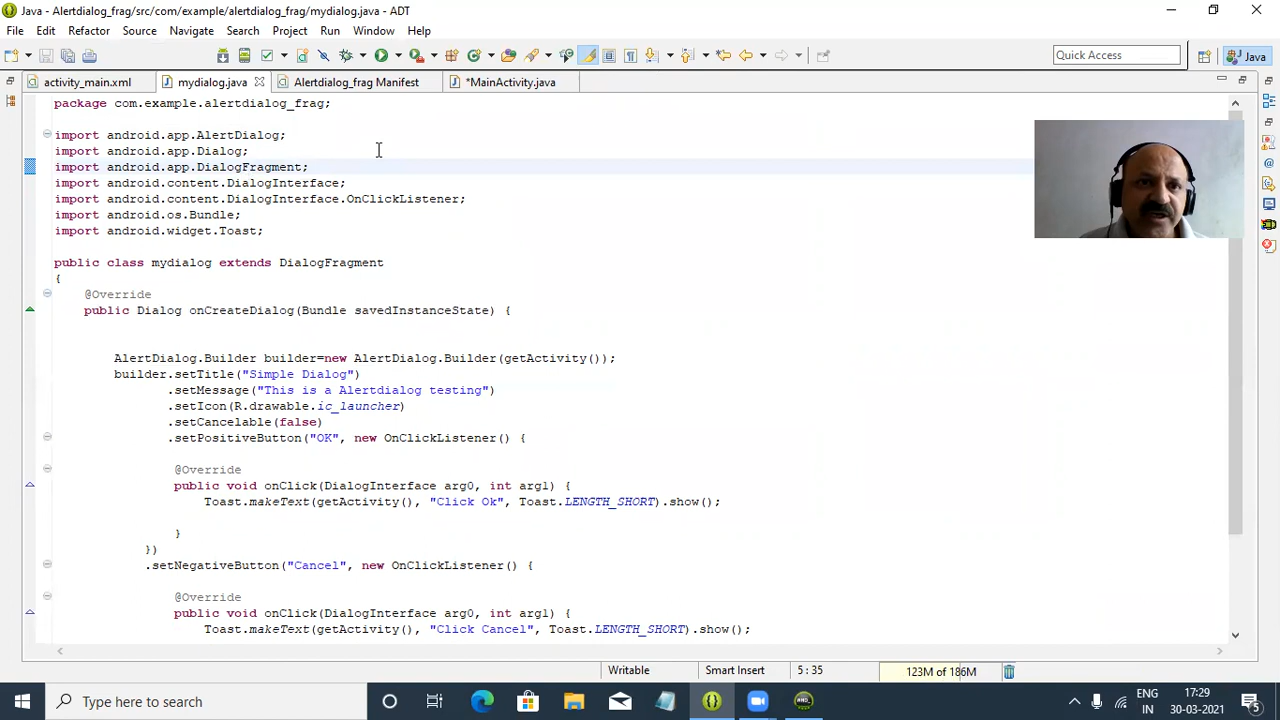 Java - Alertdialog_frag/src/com/example/alertdialog_frag/mydialog.java - ADT
File Edit Refactor Source Navigate Search Project Run Window Help
Quick Access
Java
activity_main.xml
mydialog.java
Alertdialog_frag Manifest
*MainActivity.java
package com.example.alertdialog_frag;
import android.app.AlertDialog;
import android.app.Dialog;
import android.app.DialogFragment;
import android.content.DialogInterface;
import android.content.DialogInterface.OnClickListener;
import android.os.Bundle;
import android.widget.Toast;
public class mydialog extends DialogFragment
{
@Override
public Dialog onCreateDialog(Bundle savedInstanceState) {
AlertDialog.Builder builder=new AlertDialog.Builder(getActivity());
builder.setTitle("Simple Dialog")
.setMessage("This is a Alertdialog testing")
.setIcon(R.drawable.ic_launcher)
.setCancelable(false)
.setPositiveButton("OK", new OnClickListener() {
@Override
public void onClick(DialogInterface arg0, int arg1) {
Toast.makeText(getActivity(), "Click Ok", Toast.LENGTH_SHORT).show();
}
})
.setNegativeButton("Cancel", new OnClickListener() {
@Override
public void onClick(DialogInterface arg0, int arg1) {
Toast.makeText(getActivity(), "Click Cancel", Toast.LENGTH_SHORT).show();
Writable
Smart Insert
5 : 35
123M of 186M
Type here to search
ENG
IN
17:29
30-03-2021
5